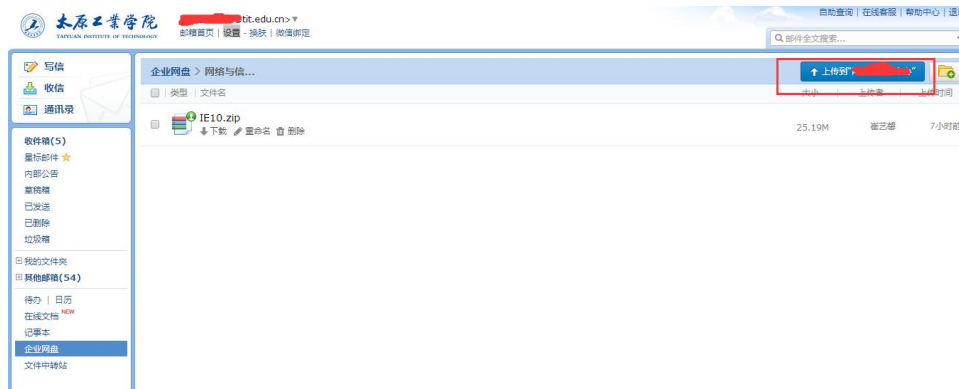 太原工业学院
TAIYUAN INSTITUTE OF TECHNOLOGY
tit.edu.cn>▼
邮箱首页 | 设置 - 换肤 | 微信绑定
自助查询 | 在线客服 | 帮助中心 | 退
邮件全文搜索...
写信
收信
通讯录
收件箱(5)
星标邮件
内部公告
草稿箱
已发送
已删除
垃圾箱
我的文件夹
其他邮箱(54)
待办 | 日历
在线文档 NEW
记事本
企业网盘
文件中转站
企业网盘 > 网络与信...
上传到"
类型 | 文件名
大小 | 上传者 | 上传时间
IE10.zip
下载 重命名 删除
25.19M 崔艺馨 7小时前